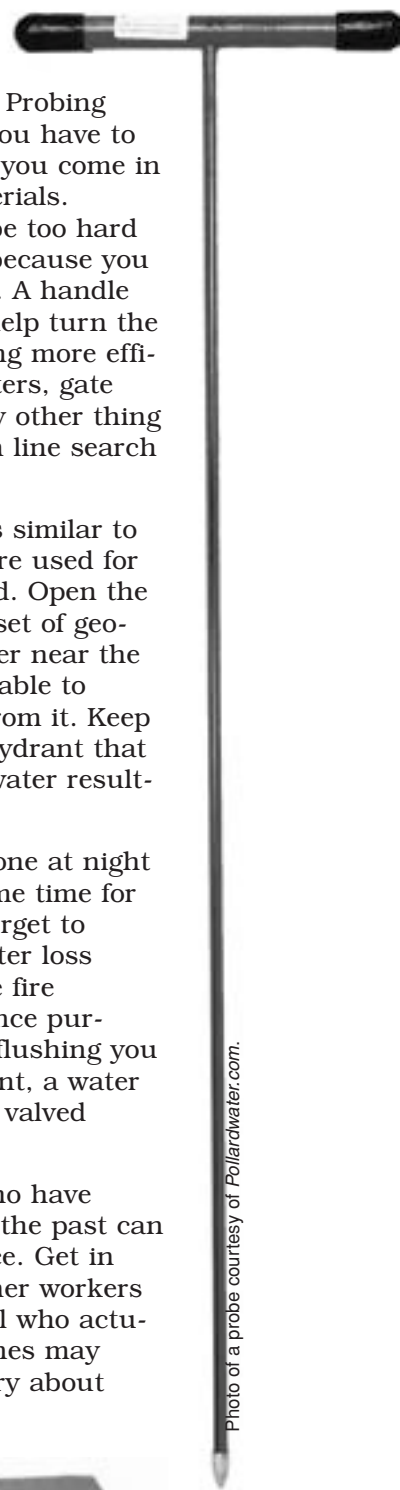 Probing
ou have to
you come in
erials.
be too hard
because you
. A handle
help turn the
ng more effi-
ters, gate
y other thing
n line search
s similar to
re used for
d. Open the
set of geo-
er near the
able to
rom it. Keep
ydrant that
water result-
one at night
me time for
rget to
ter loss
e fire
nce pur-
flushing you
nt, a water
valved
ho have
the past can
ce. Get in
her workers
l who actu-
nes may
ry about
Photo of a probe courtesy of Pollardwater.com.